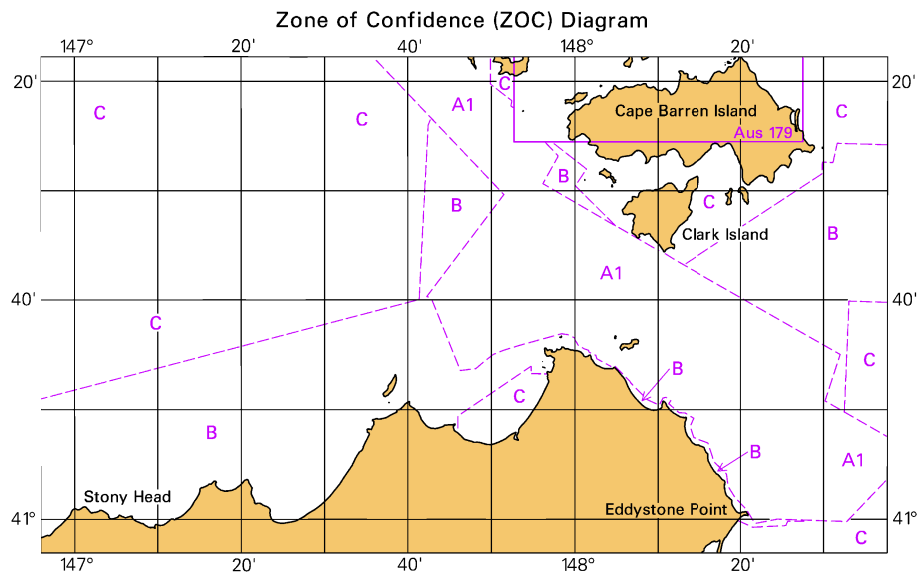 Zone of Confidence (ZOC) Diagram
147° 20' 40' 148° 20'
20' 20'
C
C
A1
C
Cape Barren Island
Aus 179
C
B
B
C
Clark Island
B
A1
40' 40'
C
C
B
C
B
B
A1
Stony Head
Eddystone Point
41° 41°
C
147° 20' 40' 148° 20'